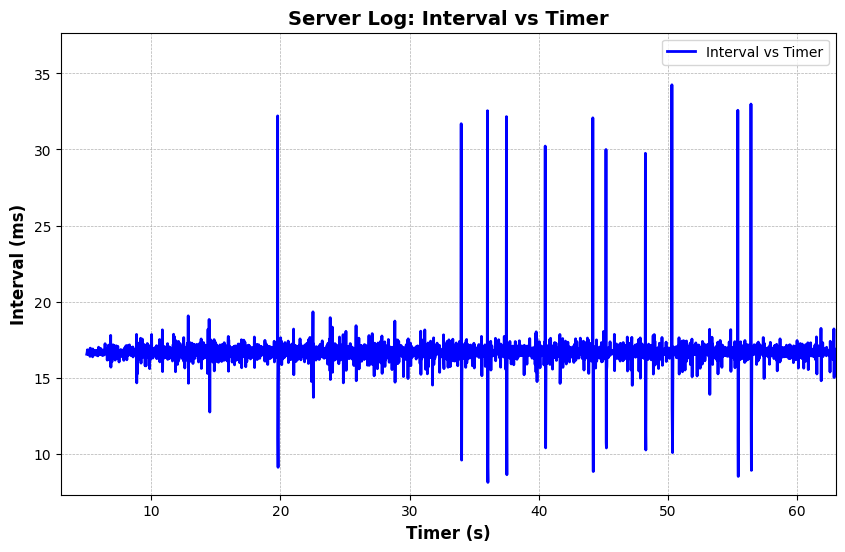 Server Log: Interval vs Timer
Interval vs Timer
35
30
25
20
15
10
Interval (ms)
10 20 30 40 50 60
Timer (s)